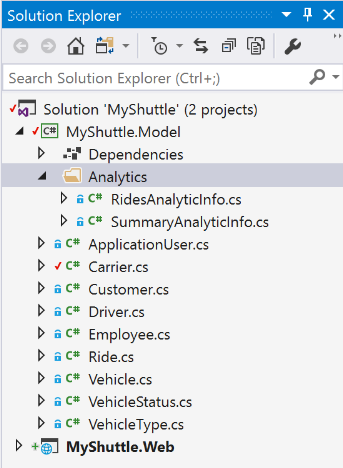 Solution Explorer
Search Solution Explorer (Ctrl+;)
Solution 'MyShuttle' (2 projects)
C# MyShuttle.Model
Dependencies
Analytics
C# RidesAnalyticInfo.cs
C# SummaryAnalyticInfo.cs
C# ApplicationUser.cs
C# Carrier.cs
C# Customer.cs
C# Driver.cs
C# Employee.cs
C# Ride.cs
C# Vehicle.cs
C# VehicleStatus.cs
C# VehicleType.cs
MyShuttle.Web